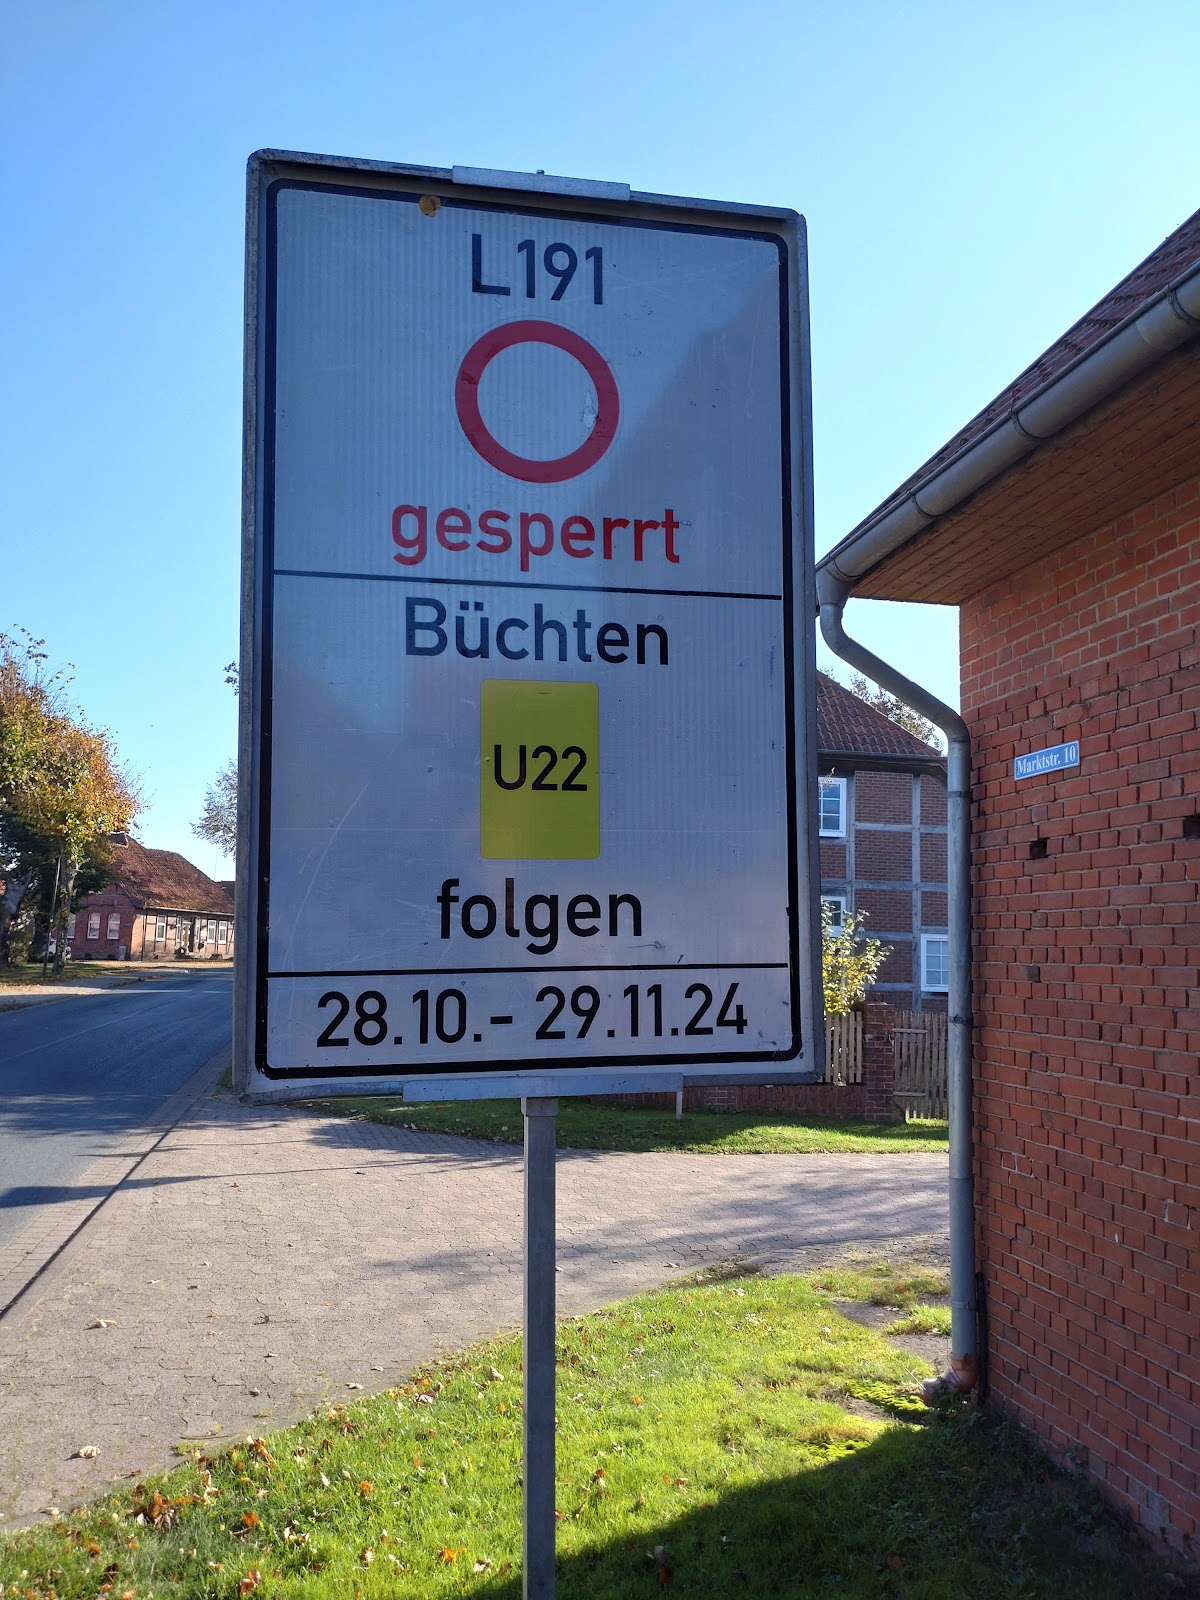 L191
gesperrt
Büchten
U22
folgen
28.10.- 29.11.24
Marktstr. 10